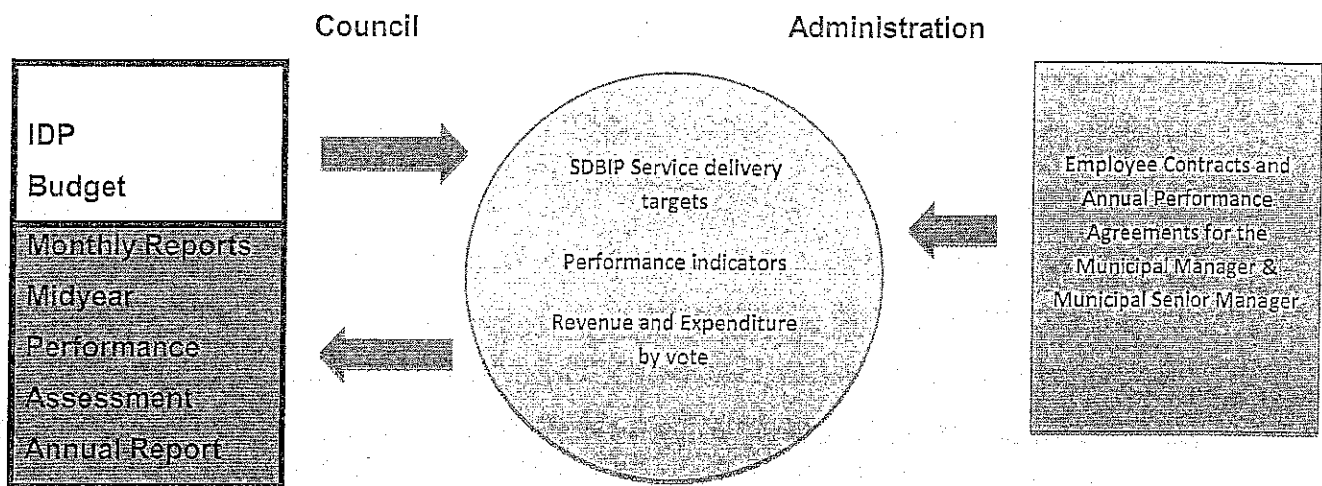 Council
Administration
IDP
Budget
Monthly Reports
Midyear
Performance
Assessment
Annual Report
SDBIP Service delivery
targets
Performance indicators
Revenue and Expenditure
by vote
Employee Contracts and
Annual Performance
Agreements for the
Municipal Manager &
Municipal Senior Manager